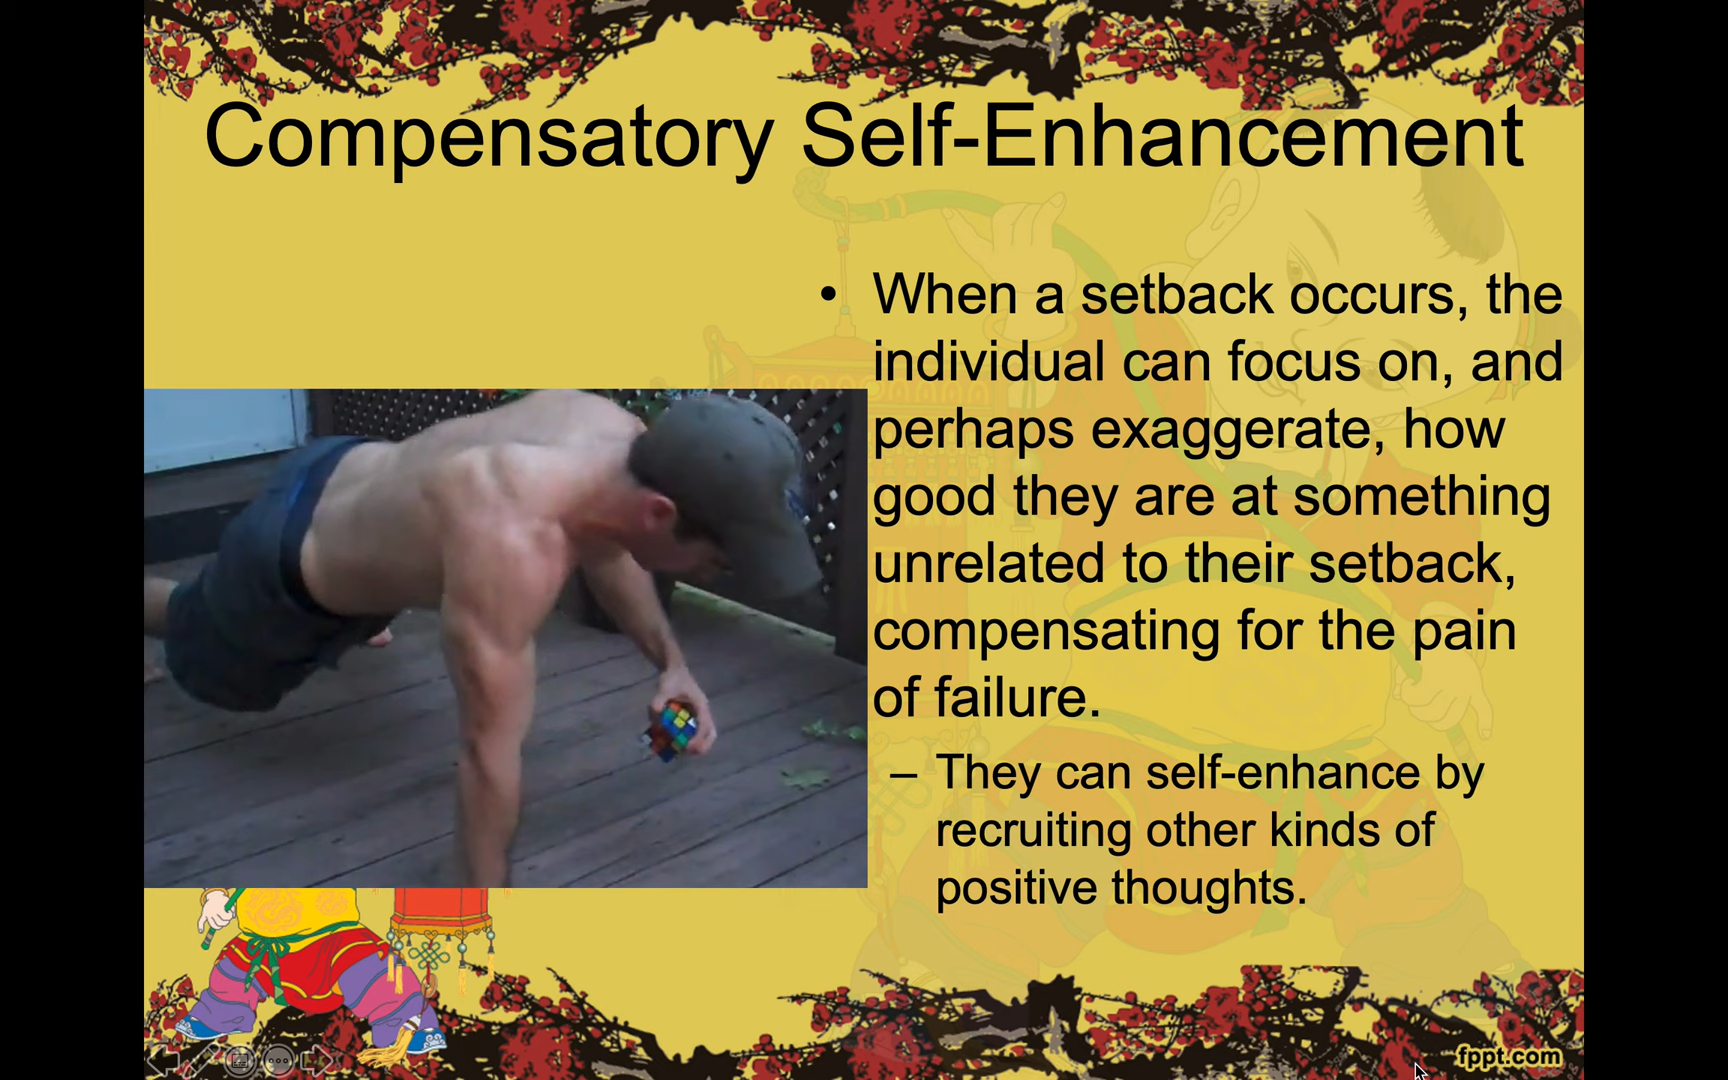 Compensatory Self-Enhancement
• When a setback occurs, the
individual can focus on, and
perhaps exaggerate, how
good they are at something
unrelated to their setback,
compensating for the pain
of failure.
– They can self-enhance by
recruiting other kinds of
positive thoughts.
fppt.com